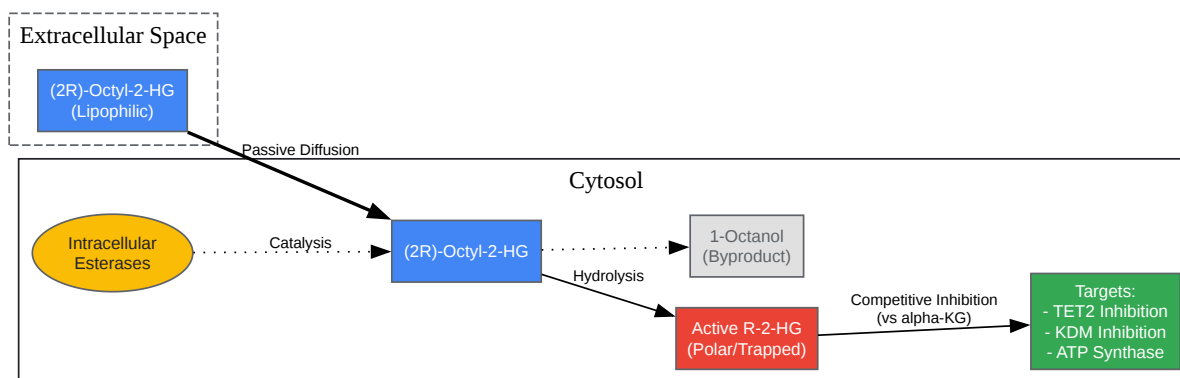 Extracellular Space
(2R)-Octyl-2-HG
(Lipophilic)
Passive Diffusion
Cytosol
Intracellular
Esterases
Catalysis
(2R)-Octyl-2-HG
1-Octanol
(Byproduct)
Hydrolysis
Active R-2-HG
(Polar/Trapped)
Competitive Inhibition
(vs alpha-KG)
Targets:
- TET2 Inhibition
- KDM Inhibition
- ATP Synthase